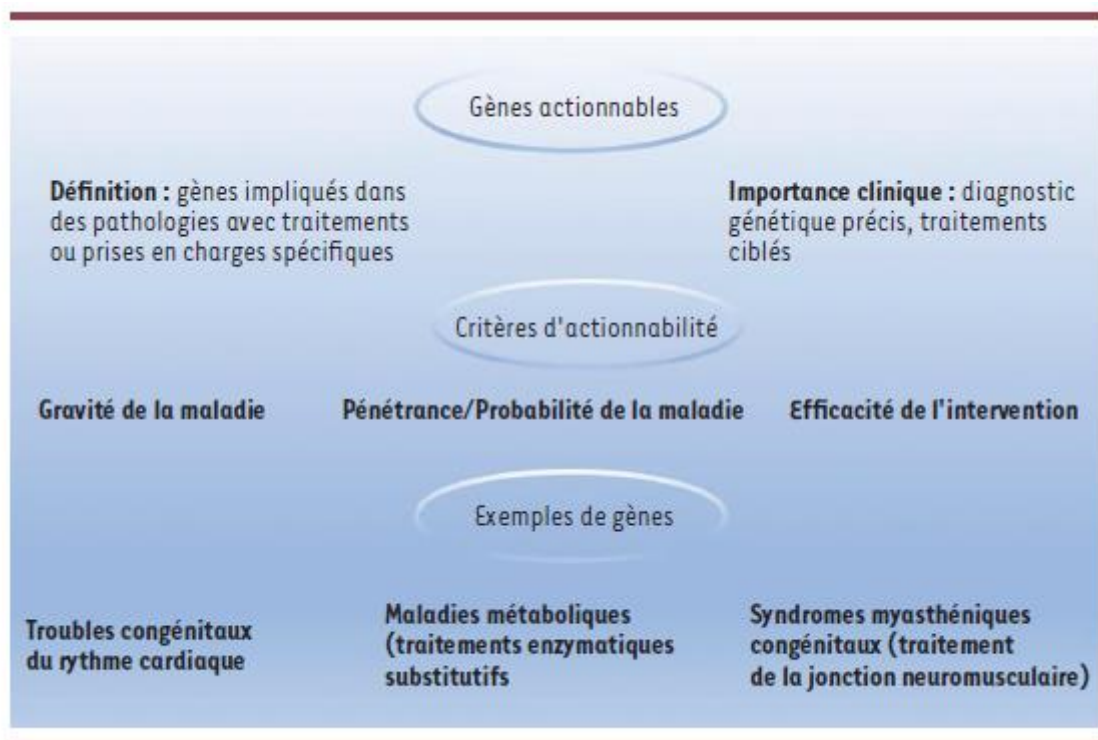 Gènes actionnables
Définition : gènes impliqués dans
des pathologies avec traitements
ou prises en charges spécifiques
Importance clinique : diagnostic
génétique précis, traitements
ciblés
Critères d'actionnabilité
Gravité de la maladie
Pénétrance/Probabilité de la maladie
Efficacité de l'intervention
Exemples de gènes
Troubles congénitaux
du rythme cardiaque
Maladies métaboliques
(traitements enzymatiques
substitutifs
Syndromes myasthéniques
congénitaux (traitement
de la jonction neuromusculaire)